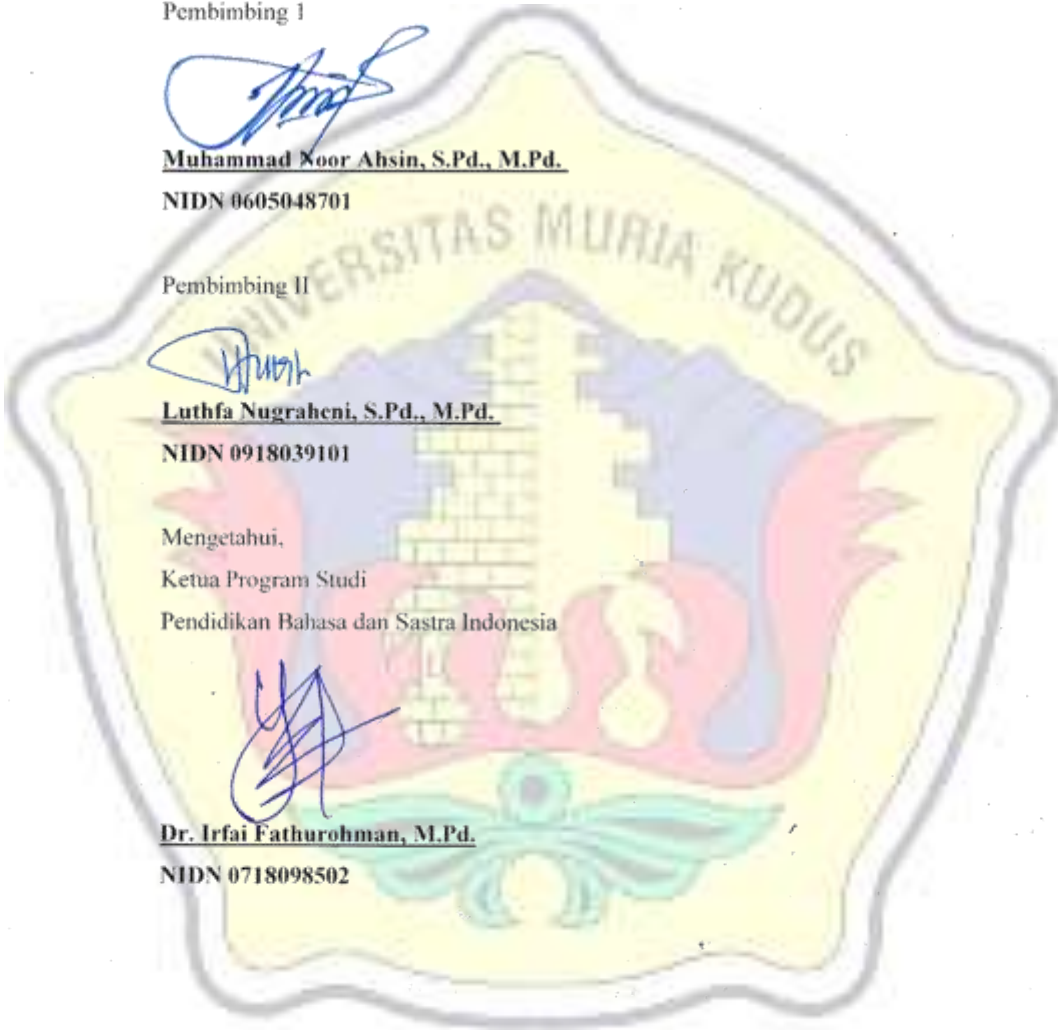 Pembimbing 1
Muhammad Noor Ahsin, S.Pd., M.Pd.
NIDN 0605048701
UNIVERSITAS MURIA KUDUS
Pembimbing II
Luthfa Nugraheni, S.Pd., M.Pd.
NIDN 0918039101
Mengetahui,
Ketua Program Studi
Pendidikan Bahasa dan Sastra Indonesia
Dr. Irfai Fathurohman, M.Pd.
NIDN 0718098502